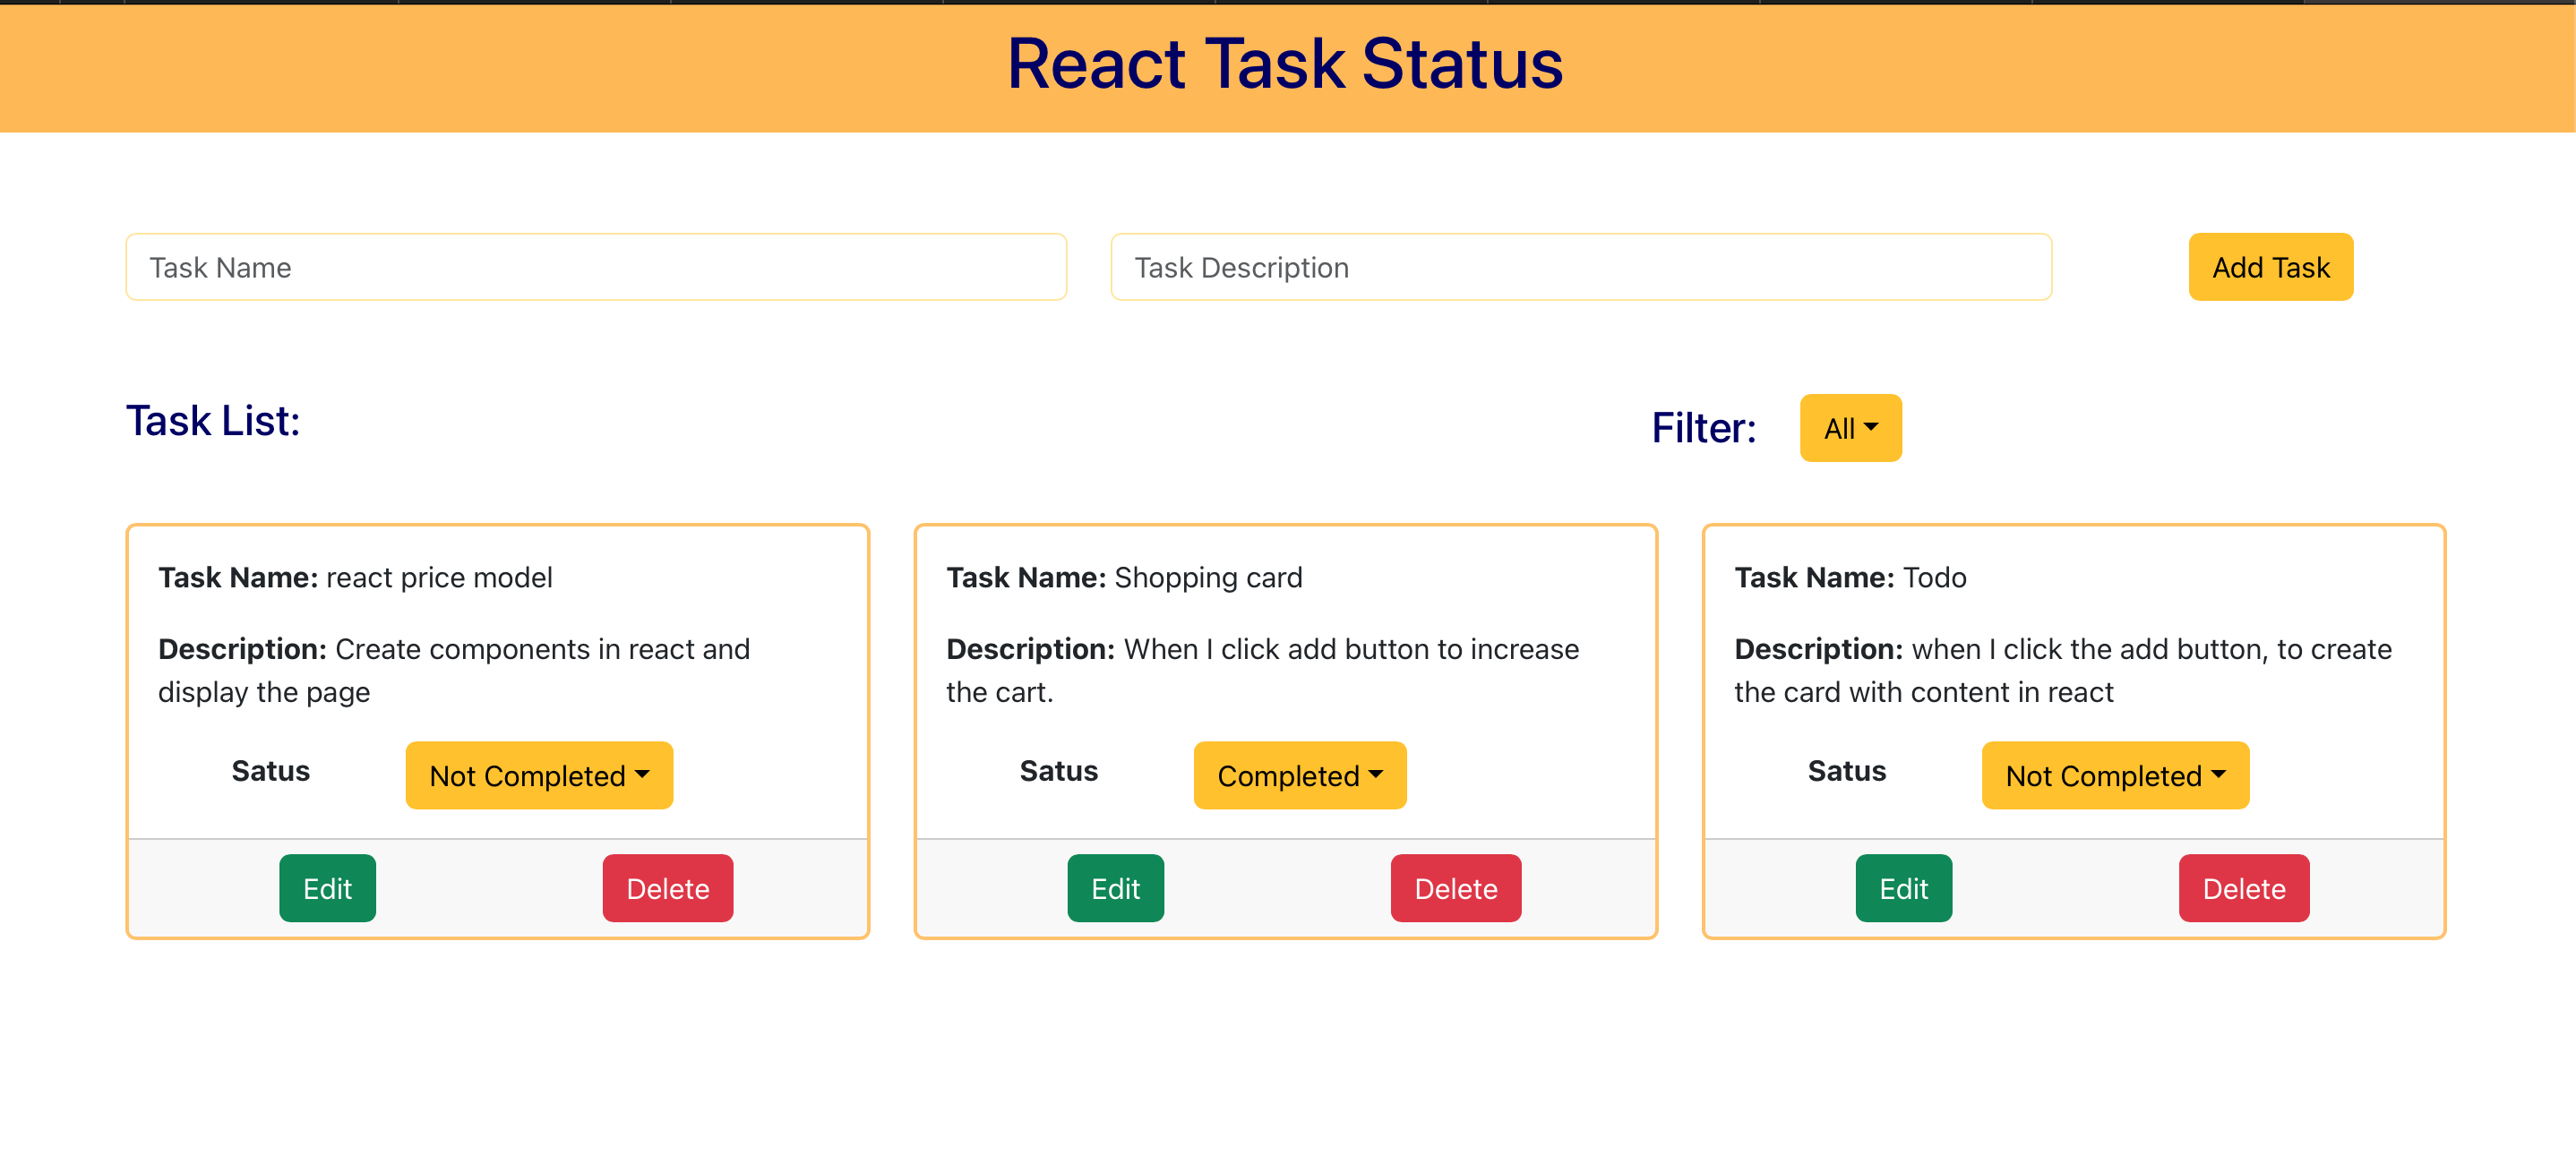 React Task Status
Task Name
Task Description
Add Task
Task List:
Filter:
All
Task Name: react price model
Description: Create components in react and
display the page
Satus
Not Completed
Edit
Delete
Task Name: Shopping card
Description: When I click add button to increase
the cart.
Satus
Completed
Edit
Delete
Task Name: Todo
Description: when I click the add button, to create
the card with content in react
Satus
Not Completed
Edit
Delete